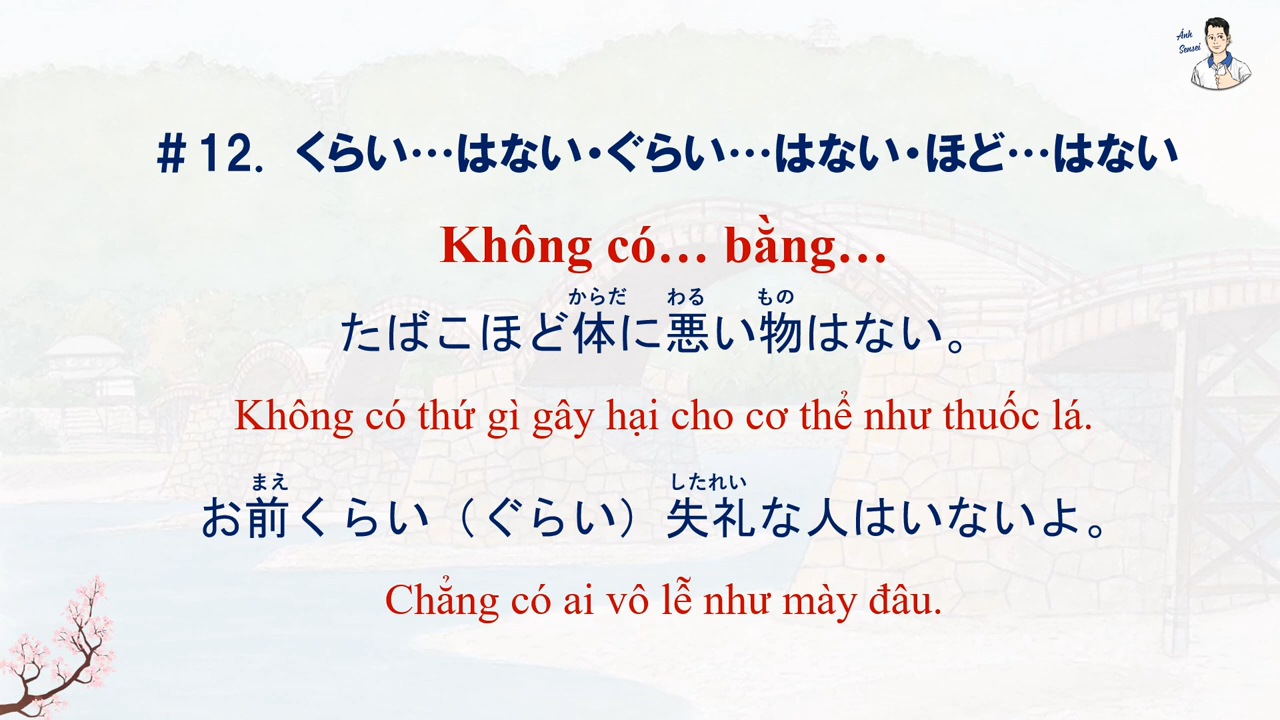 Ánh
Sensei
#12. くらい…はない・ぐらい…はない・ほど…はない
Không có… bằng…
からだ わる もの
たばこほど体に悪い物はない。
Không có thứ gì gây hại cho cơ thể như thuốc lá.
まえ したれい
お前くらい（ぐらい）失礼な人はいないよ。
Chẳng có ai vô lễ như mày đâu.